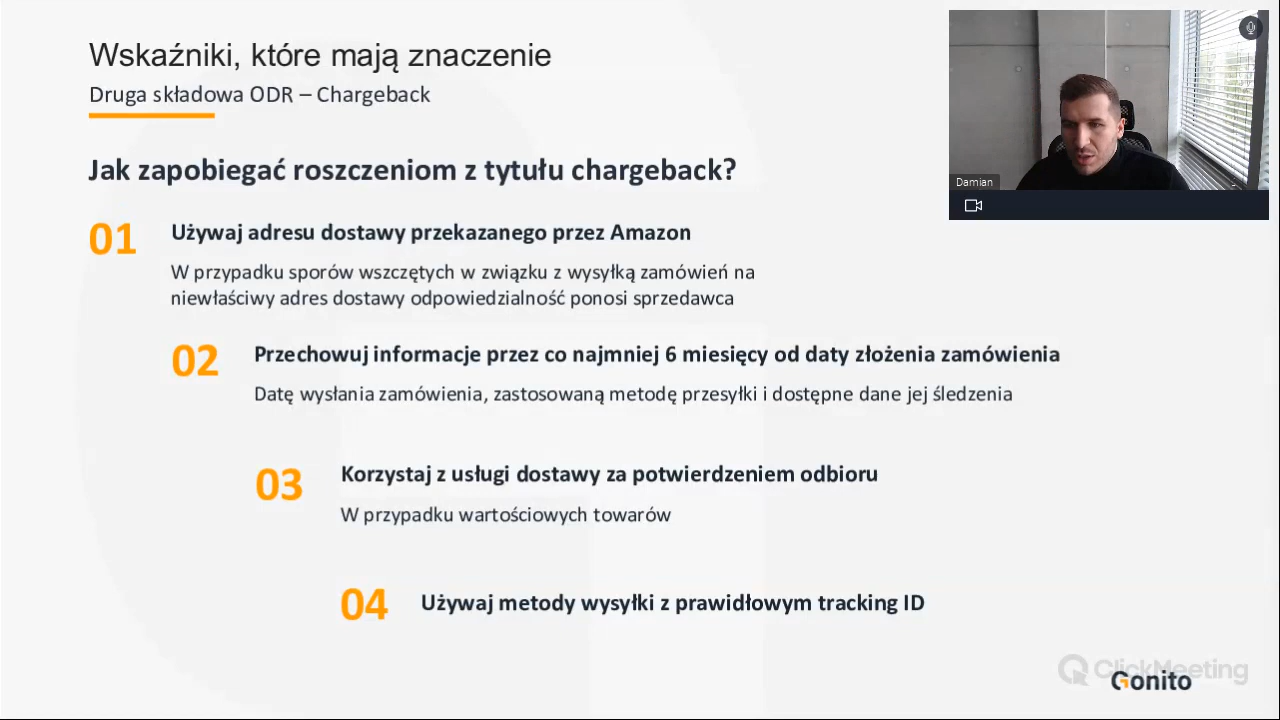 Wskaźniki, które mają znaczenie
Druga składowa ODR – Chargeback
Jak zapobiegać roszczeniom z tytułu chargeback?
01
Używaj adresu dostawy przekazanego przez Amazon
W przypadku sporów wszczętych w związku z wysyłką zamówień na
niewłaściwy adres dostawy odpowiedzialność ponosi sprzedawca
02
Przechowuj informacje przez co najmniej 6 miesięcy od daty złożenia zamówienia
Datę wysłania zamówienia, zastosowaną metodę przesyłki i dostępne dane jej śledzenia
03
Korzystaj z usługi dostawy za potwierdzeniem odbioru
W przypadku wartościowych towarów
04
Używaj metody wysyłki z prawidłowym tracking ID
Damian
ClickMeeting
Gonito